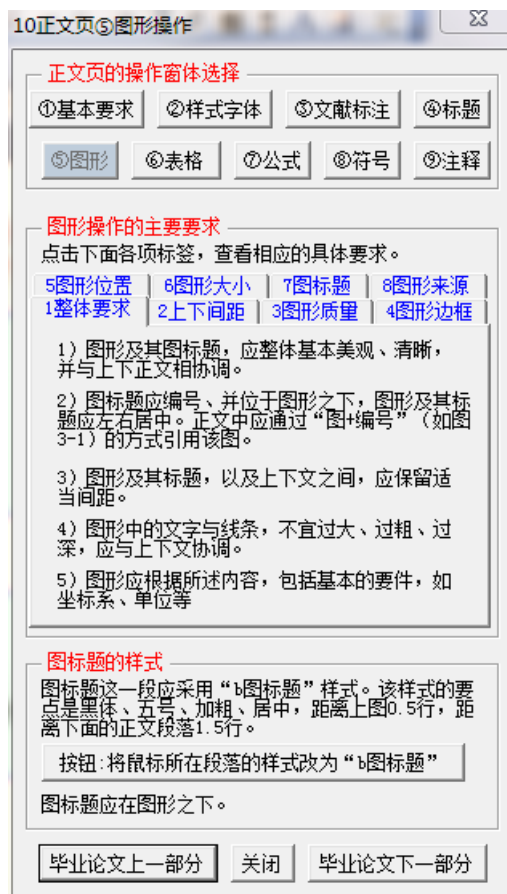 10正文页⑤图形操作
正文页的操作窗体选择
①基本要求 ②样式字体 ③文献标注 ④标题
⑤图形 ⑥表格 ⑦公式 ⑧符号 ⑨注释
图形操作的主要要求
点击下面各项标签，查看相应的具体要求。
5图形位置 6图形大小 7图标题 8图形来源
1整体要求 2上下间距 3图形质量 4图形边框
1）图形及其图标题，应整体基本美观、清晰，
并与上下正文相协调。
2）图标题应编号、并位于图形之下，图形及其标
题应左右居中。正文中应通过“图+编号”（如图
3-1）的方式引用该图。
3）图形及其标题，以及上下文之间，应保留适
当间距。
4）图形中的文字与线条，不宜过大、过粗、过
深，应与上下文协调。
5）图形应根据所述内容，包括基本的要件，如
坐标系、单位等
图标题的样式
图标题这一段应采用“b图标题”样式。该样式的要
点是黑体、五号、加粗、居中，距离上图0.5行，距
离下面的正文段落1.5行。
按钮:将鼠标所在段落的样式改为“b图标题”
图标题应在图形之下。
毕业论文上一部分 关闭 毕业论文下一部分